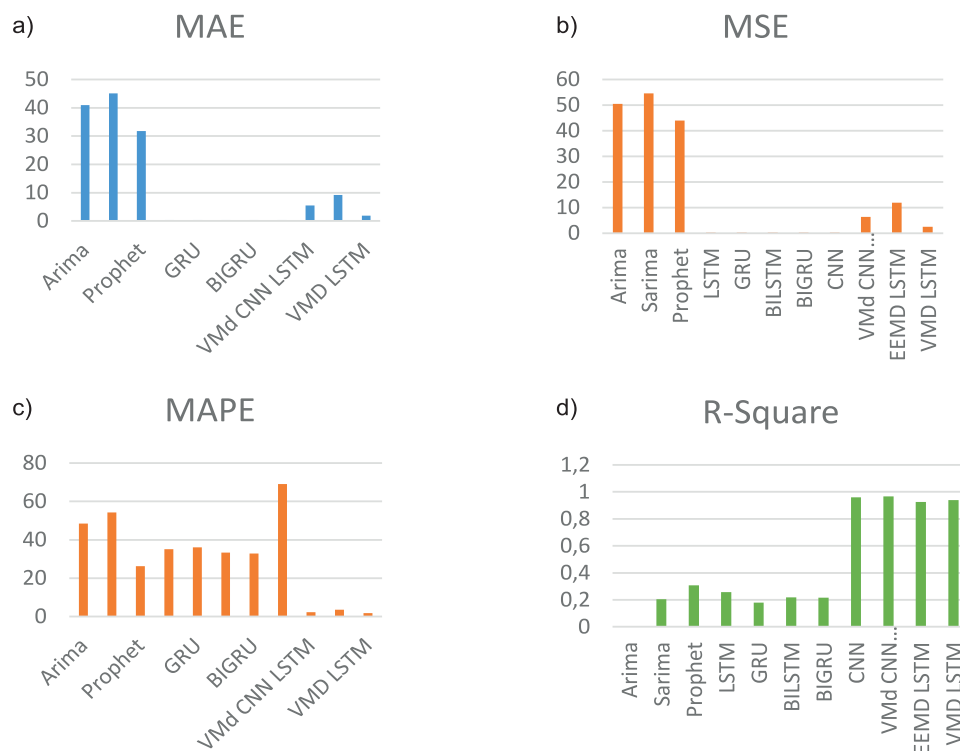 a)
MAE
50
40
30
20
10
0
Arima
Prophet
GRU
BIGRU
VMd CNN LSTM
VMD LSTM
b)
MSE
60
50
40
30
20
10
0
Arima
Sarima
Prophet
LSTM
GRU
BILSTM
BIGRU
CNN
VMd CNN...
EEMD LSTM
VMD LSTM
c)
MAPE
80
60
40
20
0
Arima
Prophet
GRU
BIGRU
VMd CNN LSTM
VMD LSTM
d)
R-Square
1,2
1
0,8
0,6
0,4
0,2
0
Arima
Sarima
Prophet
LSTM
GRU
BILSTM
BIGRU
CNN
VMd CNN...
EEMD LSTM
VMD LSTM